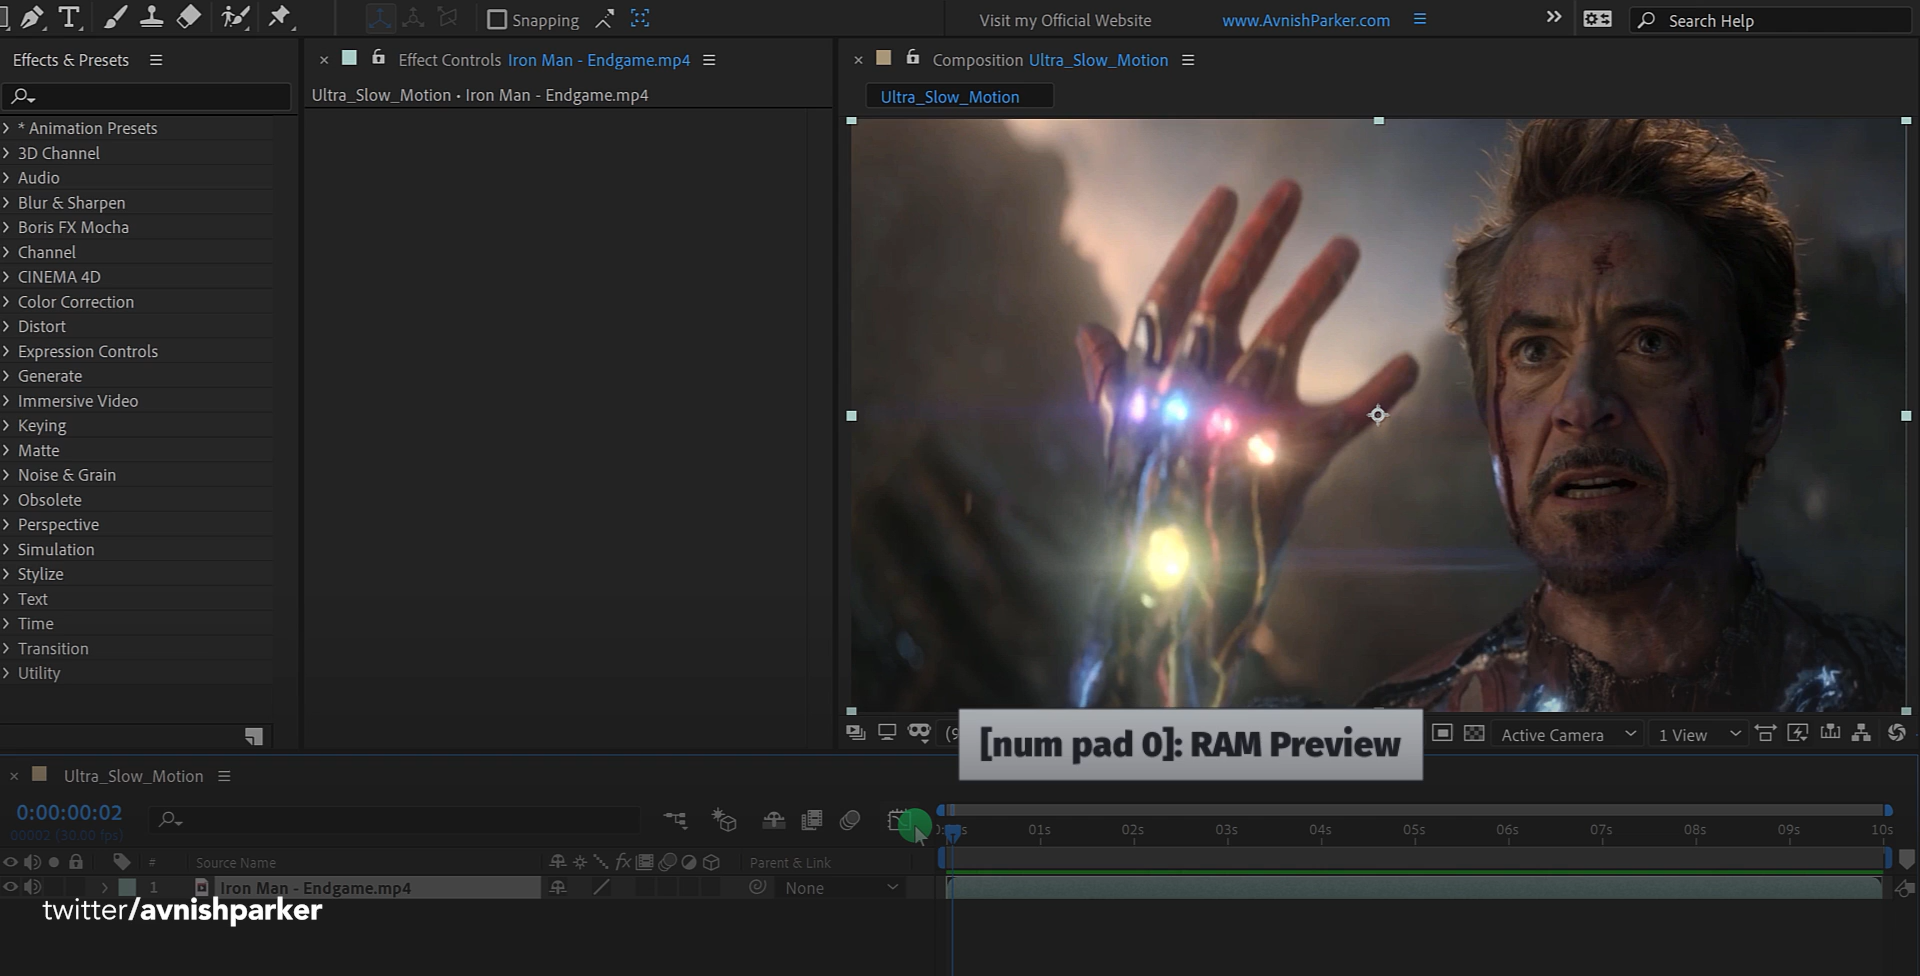 T
Snapping
Visit my Official Website
www.AvnishParker.com
Search Help
Effects & Presets
Effect Controls Iron Man - Endgame.mp4
Composition Ultra_Slow_Motion
Ultra_Slow_Motion • Iron Man - Endgame.mp4
Ultra_Slow_Motion
* Animation Presets
3D Channel
Audio
Blur & Sharpen
Boris FX Mocha
Channel
CINEMA 4D
Color Correction
Distort
Expression Controls
Generate
Immersive Video
Keying
Matte
Noise & Grain
Obsolete
Perspective
Simulation
Stylize
Text
Time
Transition
Utility
[num pad 0]: RAM Preview
Active Camera
1 View
Ultra_Slow_Motion
0:00:00:02
00002 (30.00 fps)
01s 02s 03s 04s 05s 06s 07s 08s 09s 10s
# Source Name
fx
Parent & Link
1 Iron Man - Endgame.mp4
None
twitter/avnishparker